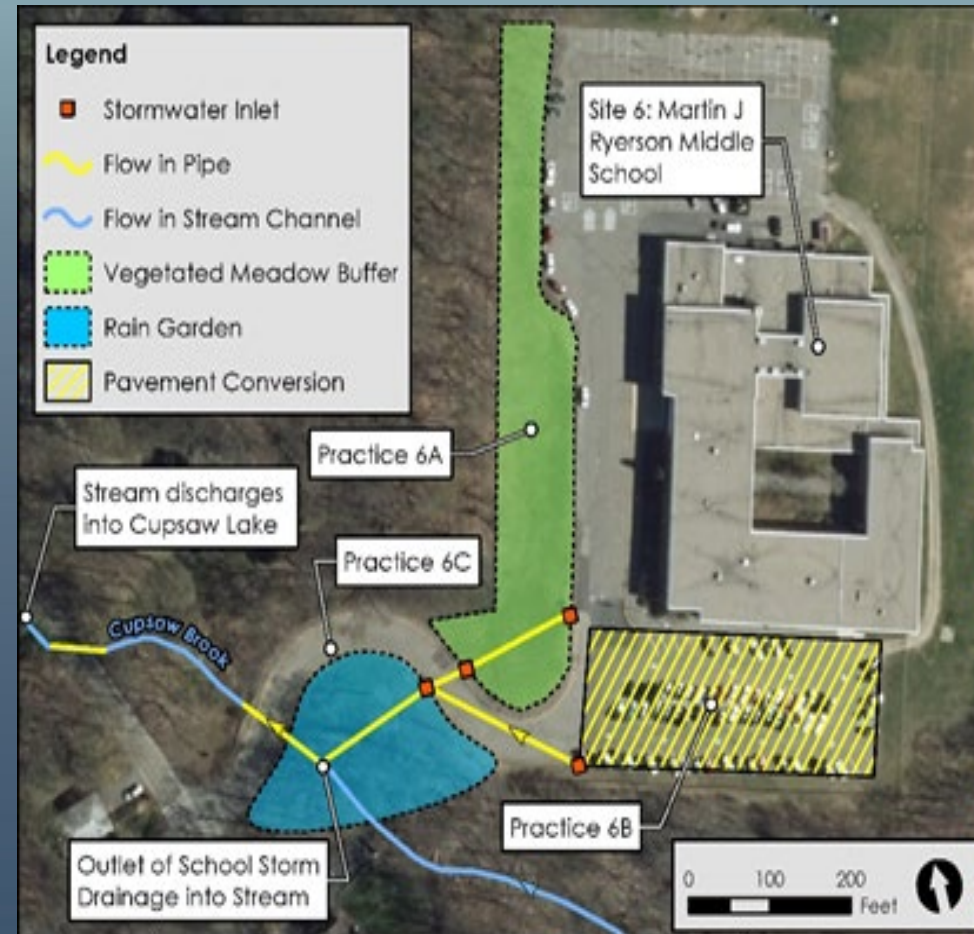 Legend
Stormwater Inlet
Flow in Pipe
Flow in Stream Channel
Vegetated Meadow Buffer
Rain Garden
Pavement Conversion
Site 6: Martin J
Ryerson Middle
School
Practice 6A
Stream discharges
into Cupsaw Lake
Practice 6C
Cupsaw Brook
Practice 6B
Outlet of School Storm
Drainage into Stream
0 100 200
Feet